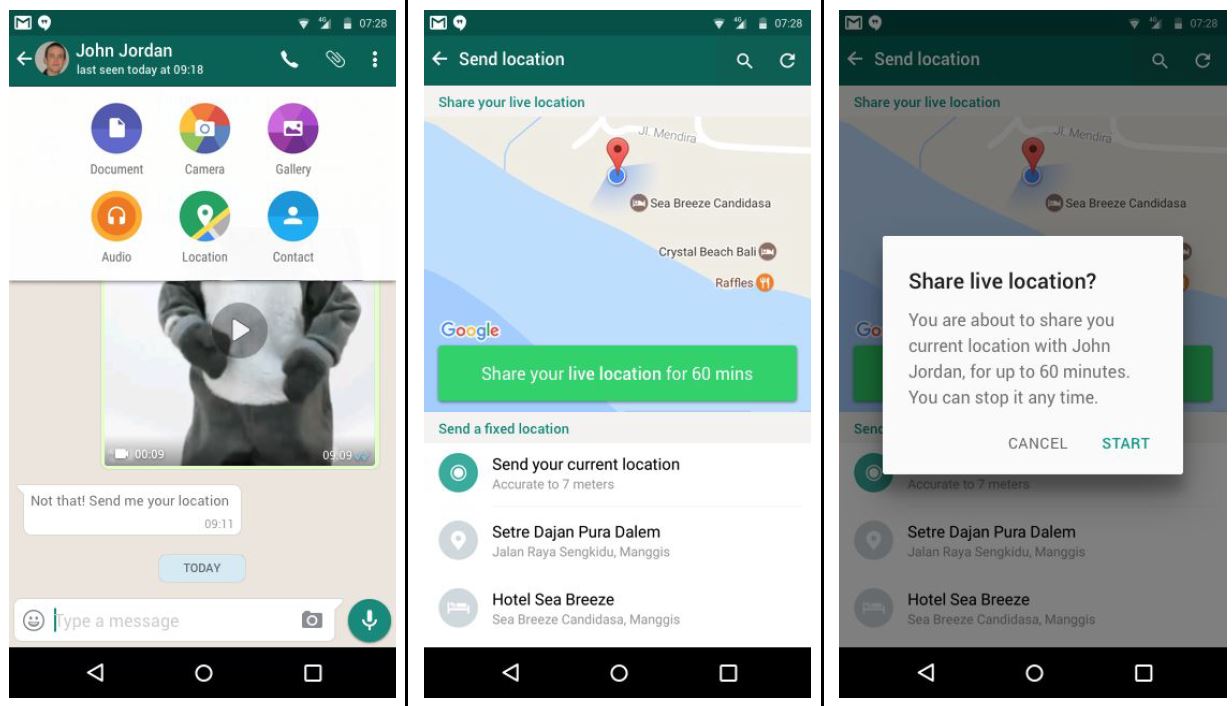 4G 07:28
John Jordan
last seen today at 09:18
Document Camera Gallery
Audio Location Contact
00:09 09:09
Not that! Send me your location
09:11
TODAY
Type a message
4G 07:28
Send location
Share your live location
Jl. Mendira
Sea Breeze Candidasa
Crystal Beach Bali
Raffles
Google
Share your live location for 60 mins
Send a fixed location
Send your current location
Accurate to 7 meters
Setre Dajan Pura Dalem
Jalan Raya Sengkidu, Manggis
Hotel Sea Breeze
Sea Breeze Candidasa, Manggis
4G 07:28
Send location
Share your live location
Jl. Mendira
Sea Breeze Candidasa
Share live location?
You are about to share you
current location with John
Jordan, for up to 60 minutes.
You can stop it any time.
CANCEL START
Go
Send
Accurate to 7 meters
Setre Dajan Pura Dalem
Jalan Raya Sengkidu, Manggis
Hotel Sea Breeze
Sea Breeze Candidasa, Manggis